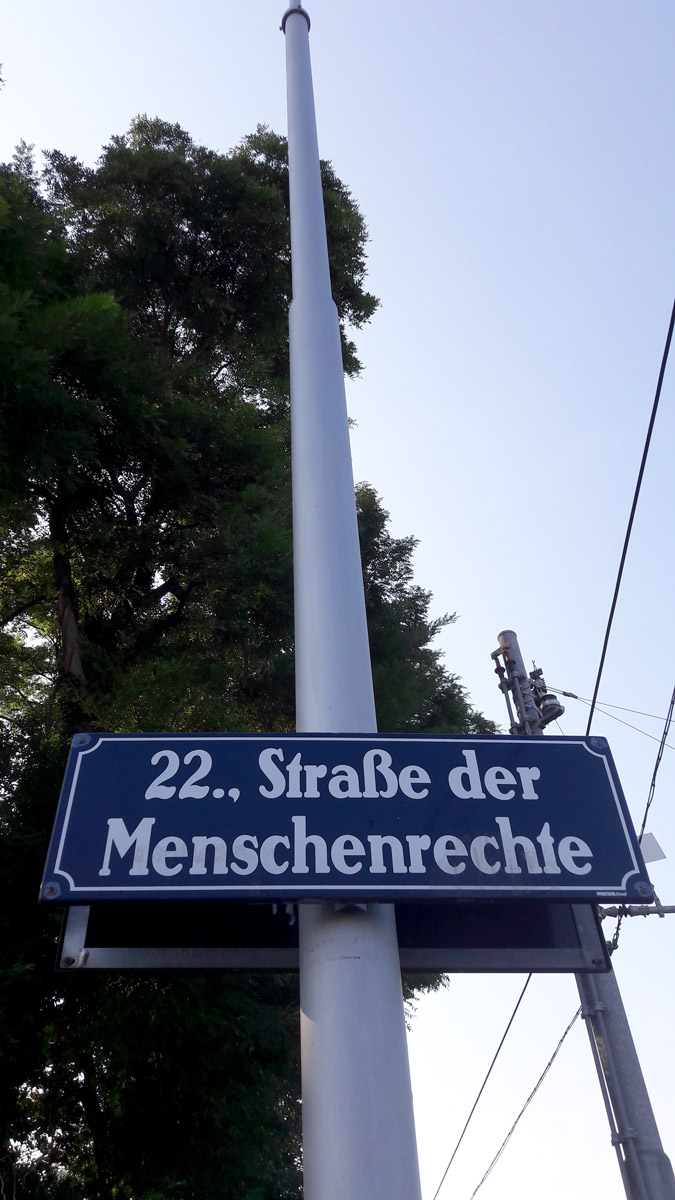 22., Straße der
Menschenrechte